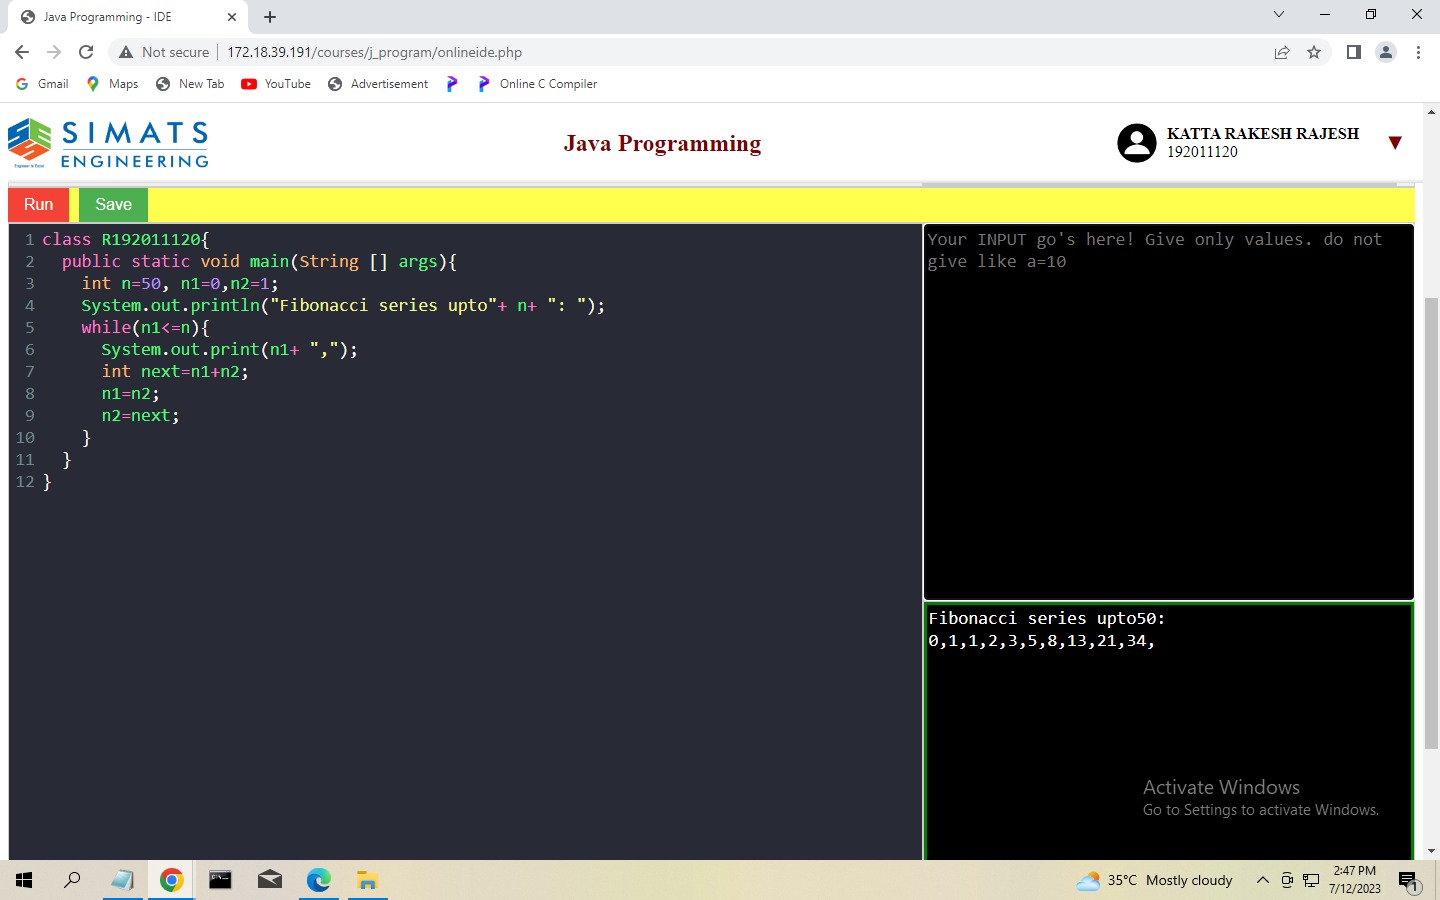 Java Programming - IDE
Not secure
172.18.39.191/courses/j_program/onlineide.php
Gmail
Maps
New Tab
YouTube
Advertisement
Online C Compiler
SIMATS
ENGINEERING
Engineer to Excel
Java Programming
KATTA RAKESH RAJESH
192011120
Run
Save
1 class R192011120{
2   public static void main(String [] args){
3     int n=50, n1=0,n2=1;
4     System.out.println("Fibonacci series upto"+ n+ ": ");
5     while(n1<=n){
6       System.out.print(n1+ ",");
7       int next=n1+n2;
8       n1=n2;
9       n2=next;
10     }
11   }
12 }
Your INPUT go's here! Give only values. do not
give like a=10
Fibonacci series upto50:
0,1,1,2,3,5,8,13,21,34,
Activate Windows
Go to Settings to activate Windows.
35°C Mostly cloudy
2:47 PM
7/12/2023
1